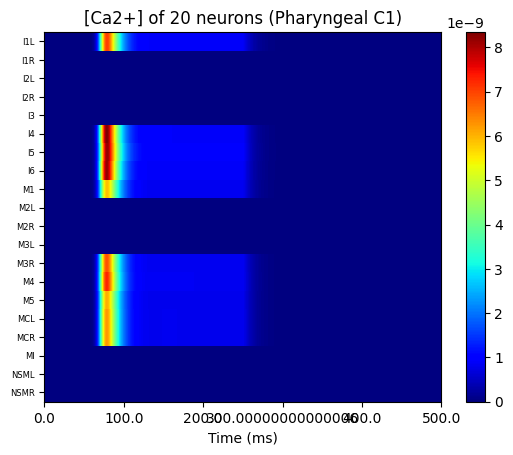 [Ca2+] of 20 neurons (Pharyngeal C1)
1e−9
I1L
I1R
I2L
I2R
I3
I4
I5
I6
M1
M2L
M2R
M3L
M3R
M4
M5
MCL
MCR
MI
NSML
NSMR
8
7
6
5
4
3
2
1
0
0.0 100.0 200.0 300.00000000000006 400.0 500.0
Time (ms)